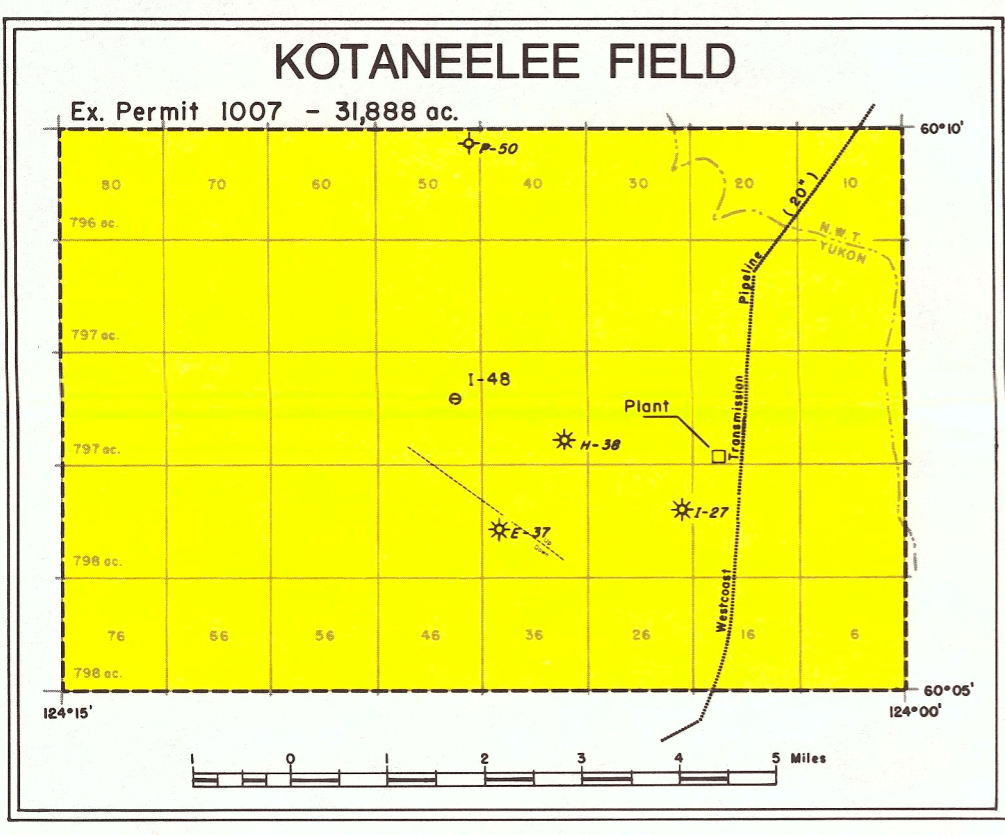 KOTANEELEE FIELD
Ex. Permit 1007 - 31,888 ac.
60°10'
P-50
80 70 60 50 40 30 20 10
(20")
796 ac.
N.W.T.
YUKON
Pipeline
797 ac.
I-48
Plant
Transmission
H-38
797 ac.
I-27
E-37
Up
Down
798 ac.
Westcoast
76 66 56 46 36 26 16 6
798 ac.
60°05'
124°15' 124°00'
1 0 1 2 3 4 5 Miles